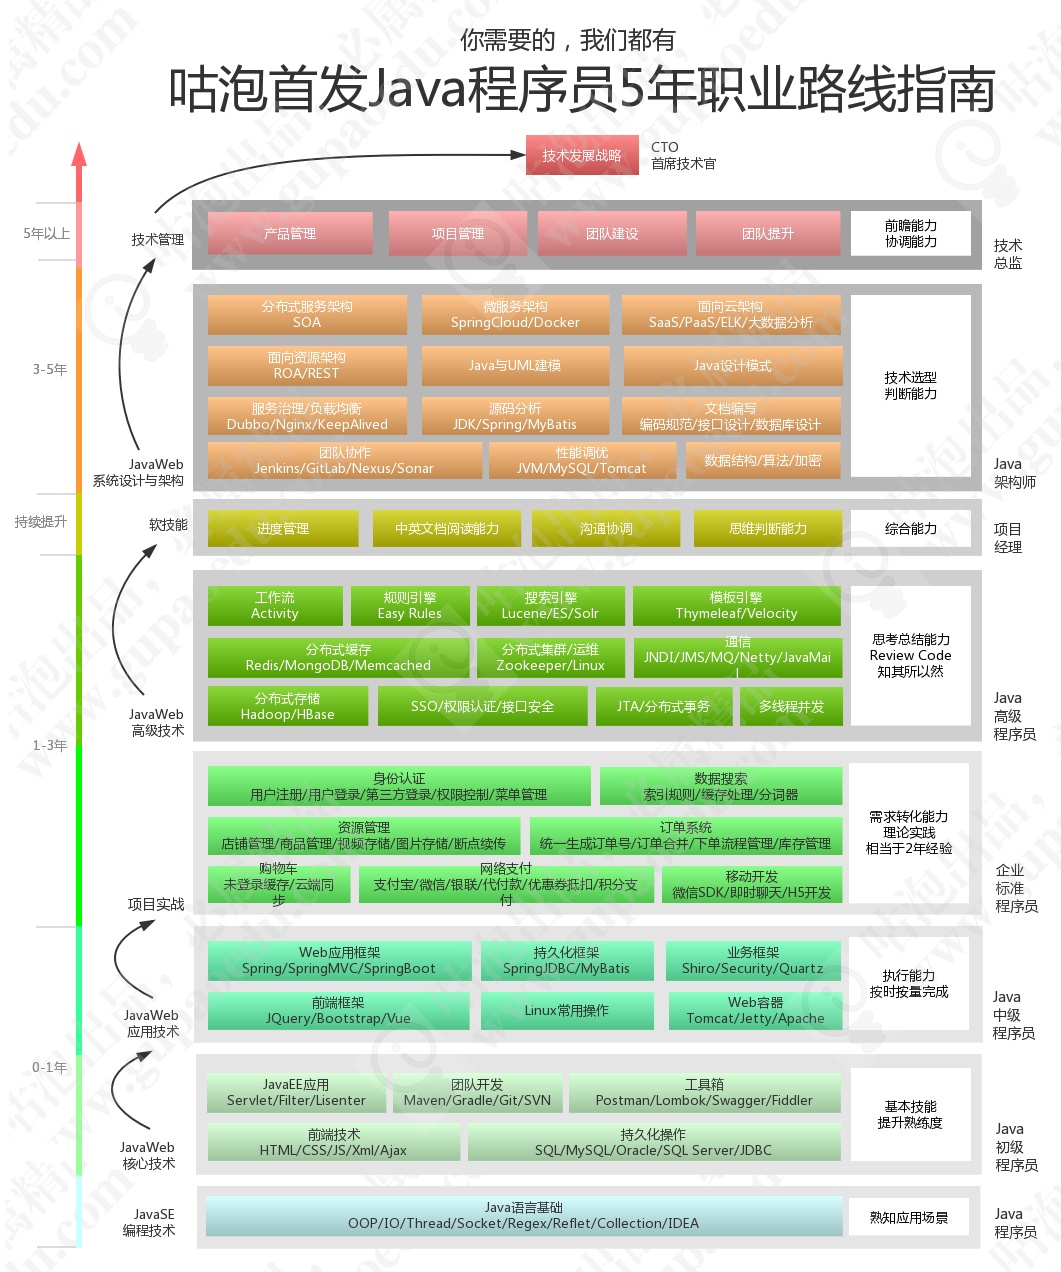 你需要的，我们都有
咕泡首发Java程序员5年职业路线指南
技术发展战略
CTO
首席技术官
5年以上
技术管理
产品管理
项目管理
团队建设
团队提升
前瞻能力
协调能力
技术
总监
3-5年
分布式服务架构
SOA
微服务架构
SpringCloud/Docker
面向云架构
SaaS/PaaS/ELK/大数据分析
面向资源架构
ROA/REST
Java与UML建模
Java设计模式
服务治理/负载均衡
Dubbo/Nginx/KeepAlived
源码分析
JDK/Spring/MyBatis
文档编写
编码规范/接口设计/数据库设计
团队协作
Jenkins/GitLab/Nexus/Sonar
性能调优
JVM/MySQL/Tomcat
数据结构/算法/加密
技术选型
判断能力
JavaWeb
系统设计与架构
Java
架构师
持续提升
软技能
进度管理
中英文档阅读能力
沟通协调
思维判断能力
综合能力
项目
经理
工作流
Activity
规则引擎
Easy Rules
搜索引擎
Lucene/ES/Solr
模板引擎
Thymeleaf/Velocity
分布式缓存
Redis/MongoDB/Memcached
分布式集群/运维
Zookeeper/Linux
通信
JNDI/JMS/MQ/Netty/JavaMai
l
分布式存储
Hadoop/HBase
SSO/权限认证/接口安全
JTA/分布式事务
多线程并发
思考总结能力
Review Code
知其所以然
JavaWeb
高级技术
Java
高级
程序员
1-3年
身份认证
用户注册/用户登录/第三方登录/权限控制/菜单管理
数据搜索
索引规则/缓存处理/分词器
资源管理
店铺管理/商品管理/视频存储/图片存储/断点续传
订单系统
统一生成订单号/订单合并/下单流程管理/库存管理
购物车
未登录缓存/云端同
步
网络支付
支付宝/微信/银联/代付款/优惠券抵扣/积分支
付
移动开发
微信SDK/即时聊天/H5开发
需求转化能力
理论实践
相当于2年经验
项目实战
企业
标准
程序员
Web应用框架
Spring/SpringMVC/SpringBoot
持久化框架
SpringJDBC/MyBatis
业务框架
Shiro/Security/Quartz
前端框架
JQuery/Bootstrap/Vue
Linux常用操作
Web容器
Tomcat/Jetty/Apache
执行能力
按时按量完成
JavaWeb
应用技术
Java
中级
程序员
0-1年
JavaEE应用
Servlet/Filter/Lisenter
团队开发
Maven/Gradle/Git/SVN
工具箱
Postman/Lombok/Swagger/Fiddler
前端技术
HTML/CSS/JS/Xml/Ajax
持久化操作
SQL/MySQL/Oracle/SQL Server/JDBC
基本技能
提升熟练度
JavaWeb
核心技术
Java
初级
程序员
JavaSE
编程技术
Java语言基础
OOP/IO/Thread/Socket/Regex/Reflet/Collection/IDEA
熟知应用场景
Java
程序员